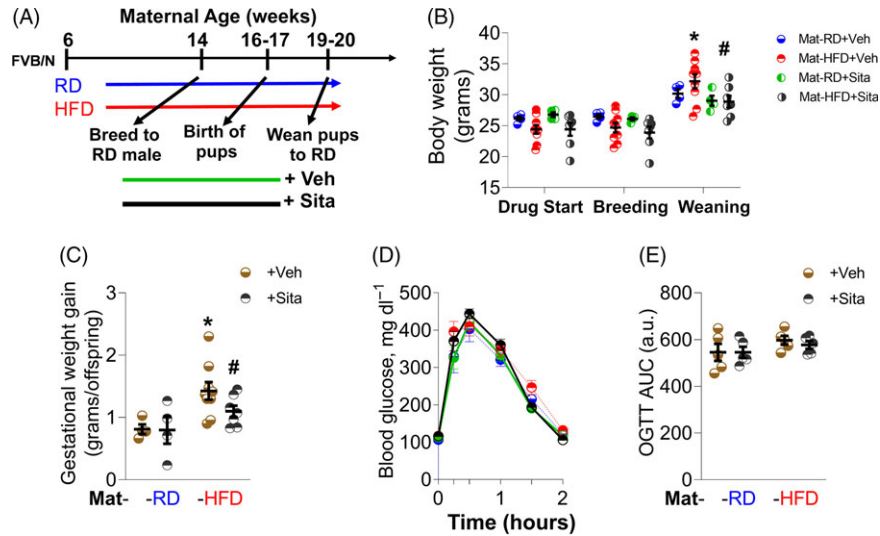 (A)
Maternal Age (weeks)
6
14
16-17
19-20
FVB/N
RD
HFD
Breed to
RD male
Birth of
pups
Wean pups
to RD
+ Veh
+ Sita
(B)
Body weight
(grams)
40
35
30
25
20
15
Drug Start
Breeding
Weaning
*
#
Mat-RD+Veh
Mat-HFD+Veh
Mat-RD+Sita
Mat-HFD+Sita
(C)
+Veh
+Sita
Gestational weight gain
(grams/offspring)
3
2
1
0
*
#
Mat-
-RD
-HFD
(D)
Blood glucose, mg dl⁻¹
500
400
300
200
100
0
0
1
2
Time (hours)
(E)
+Veh
+Sita
OGTT AUC (a.u.)
800
600
400
200
0
Mat-
-RD
-HFD